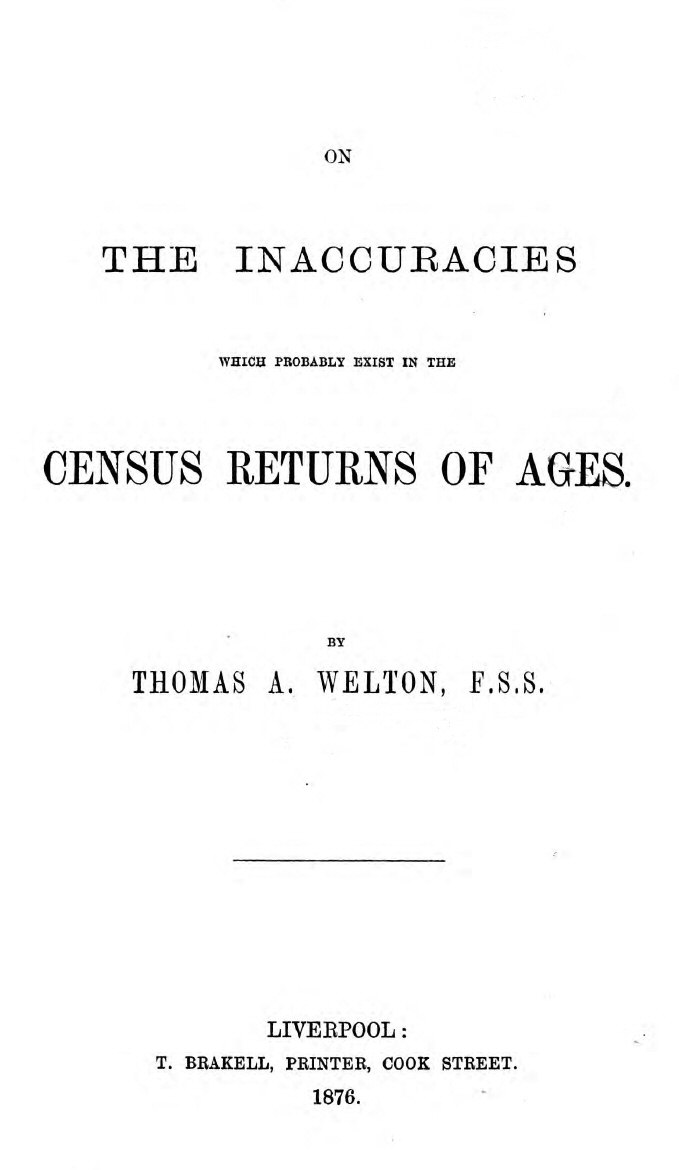 ON
THE INACCURACIES
WHICH PROBABLY EXIST IN THE
CENSUS RETURNS OF AGES.
BY
THOMAS A. WELTON, F.S.S.
LIVERPOOL:
T. BRAKELL, PRINTER, COOK STREET.
1876.